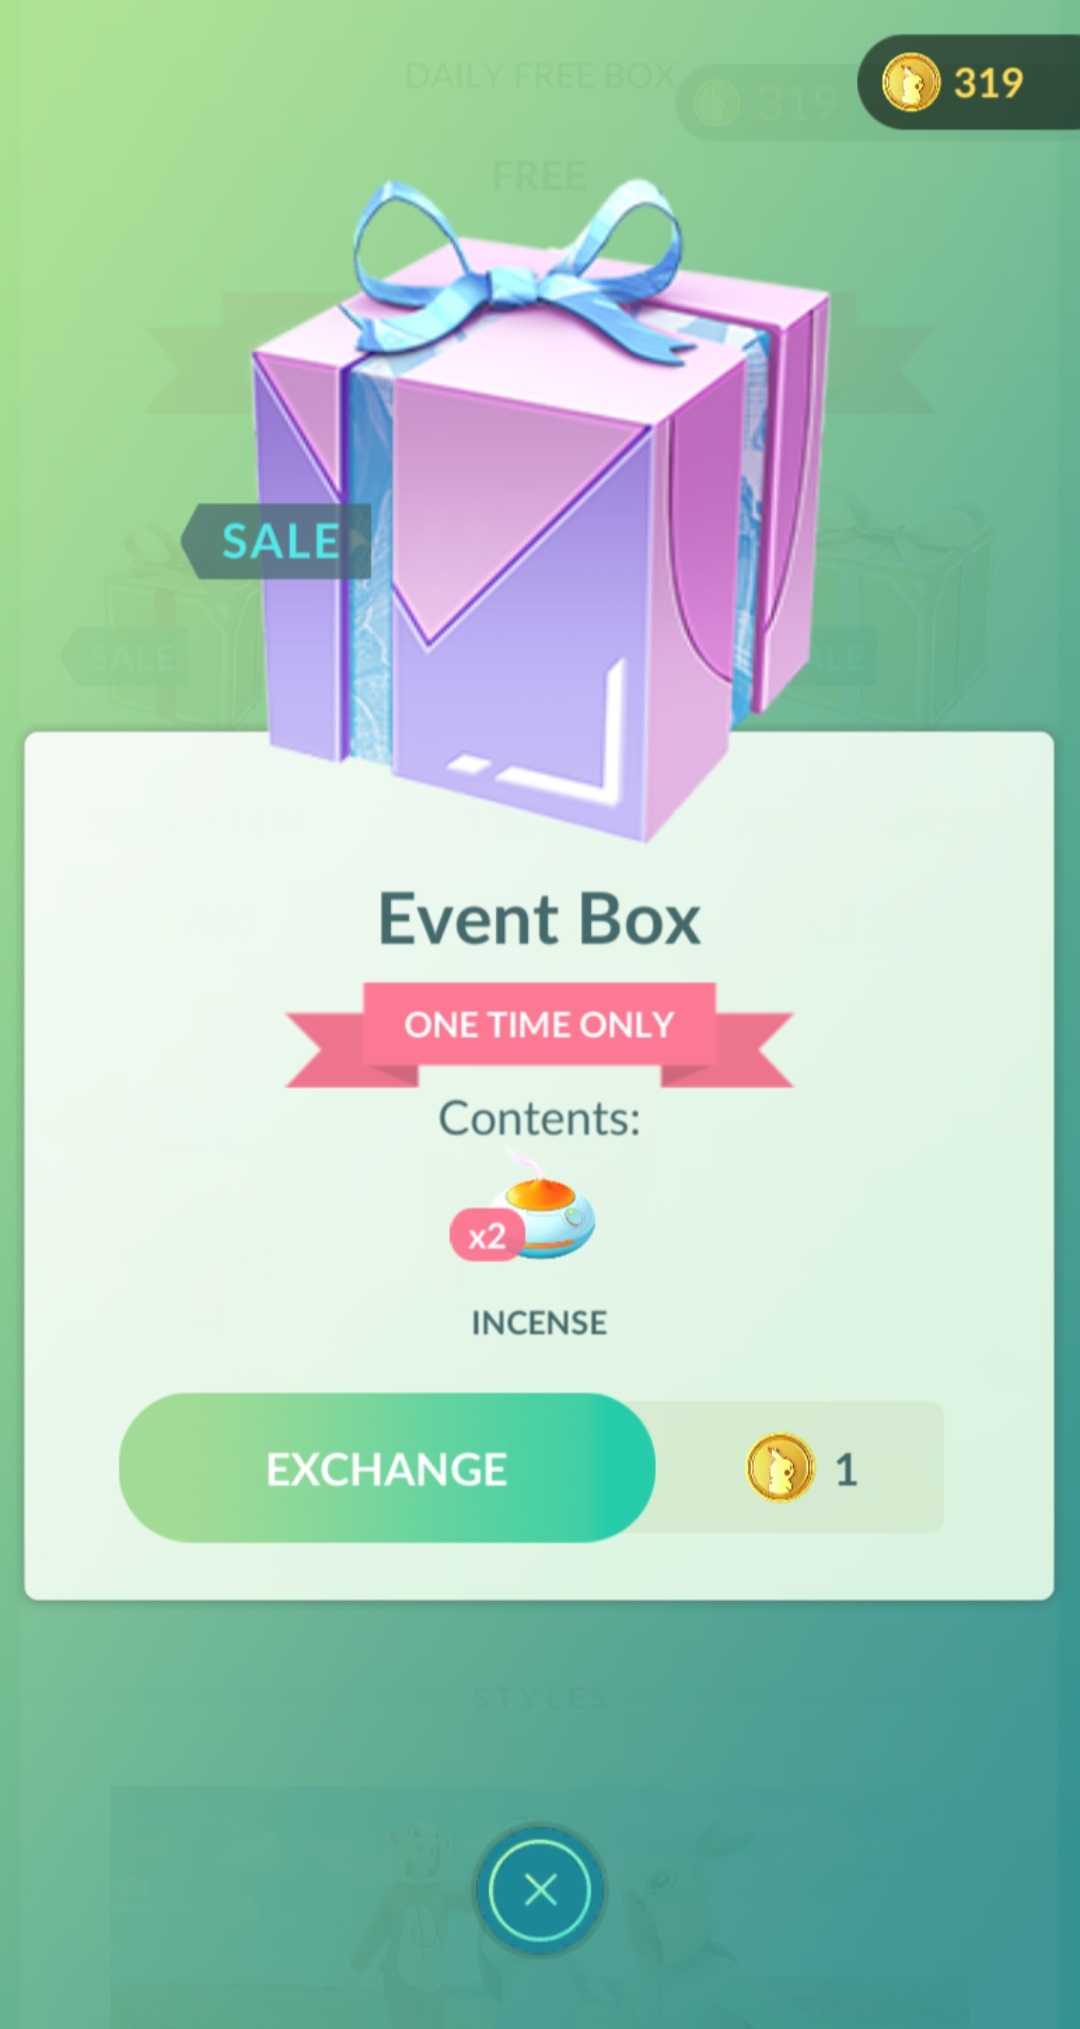 DAILY FREE BOX
319
319
FREE
SALE
SALE
Event Box
ONE TIME ONLY
Contents:
x2
INCENSE
EXCHANGE
1
STYLES